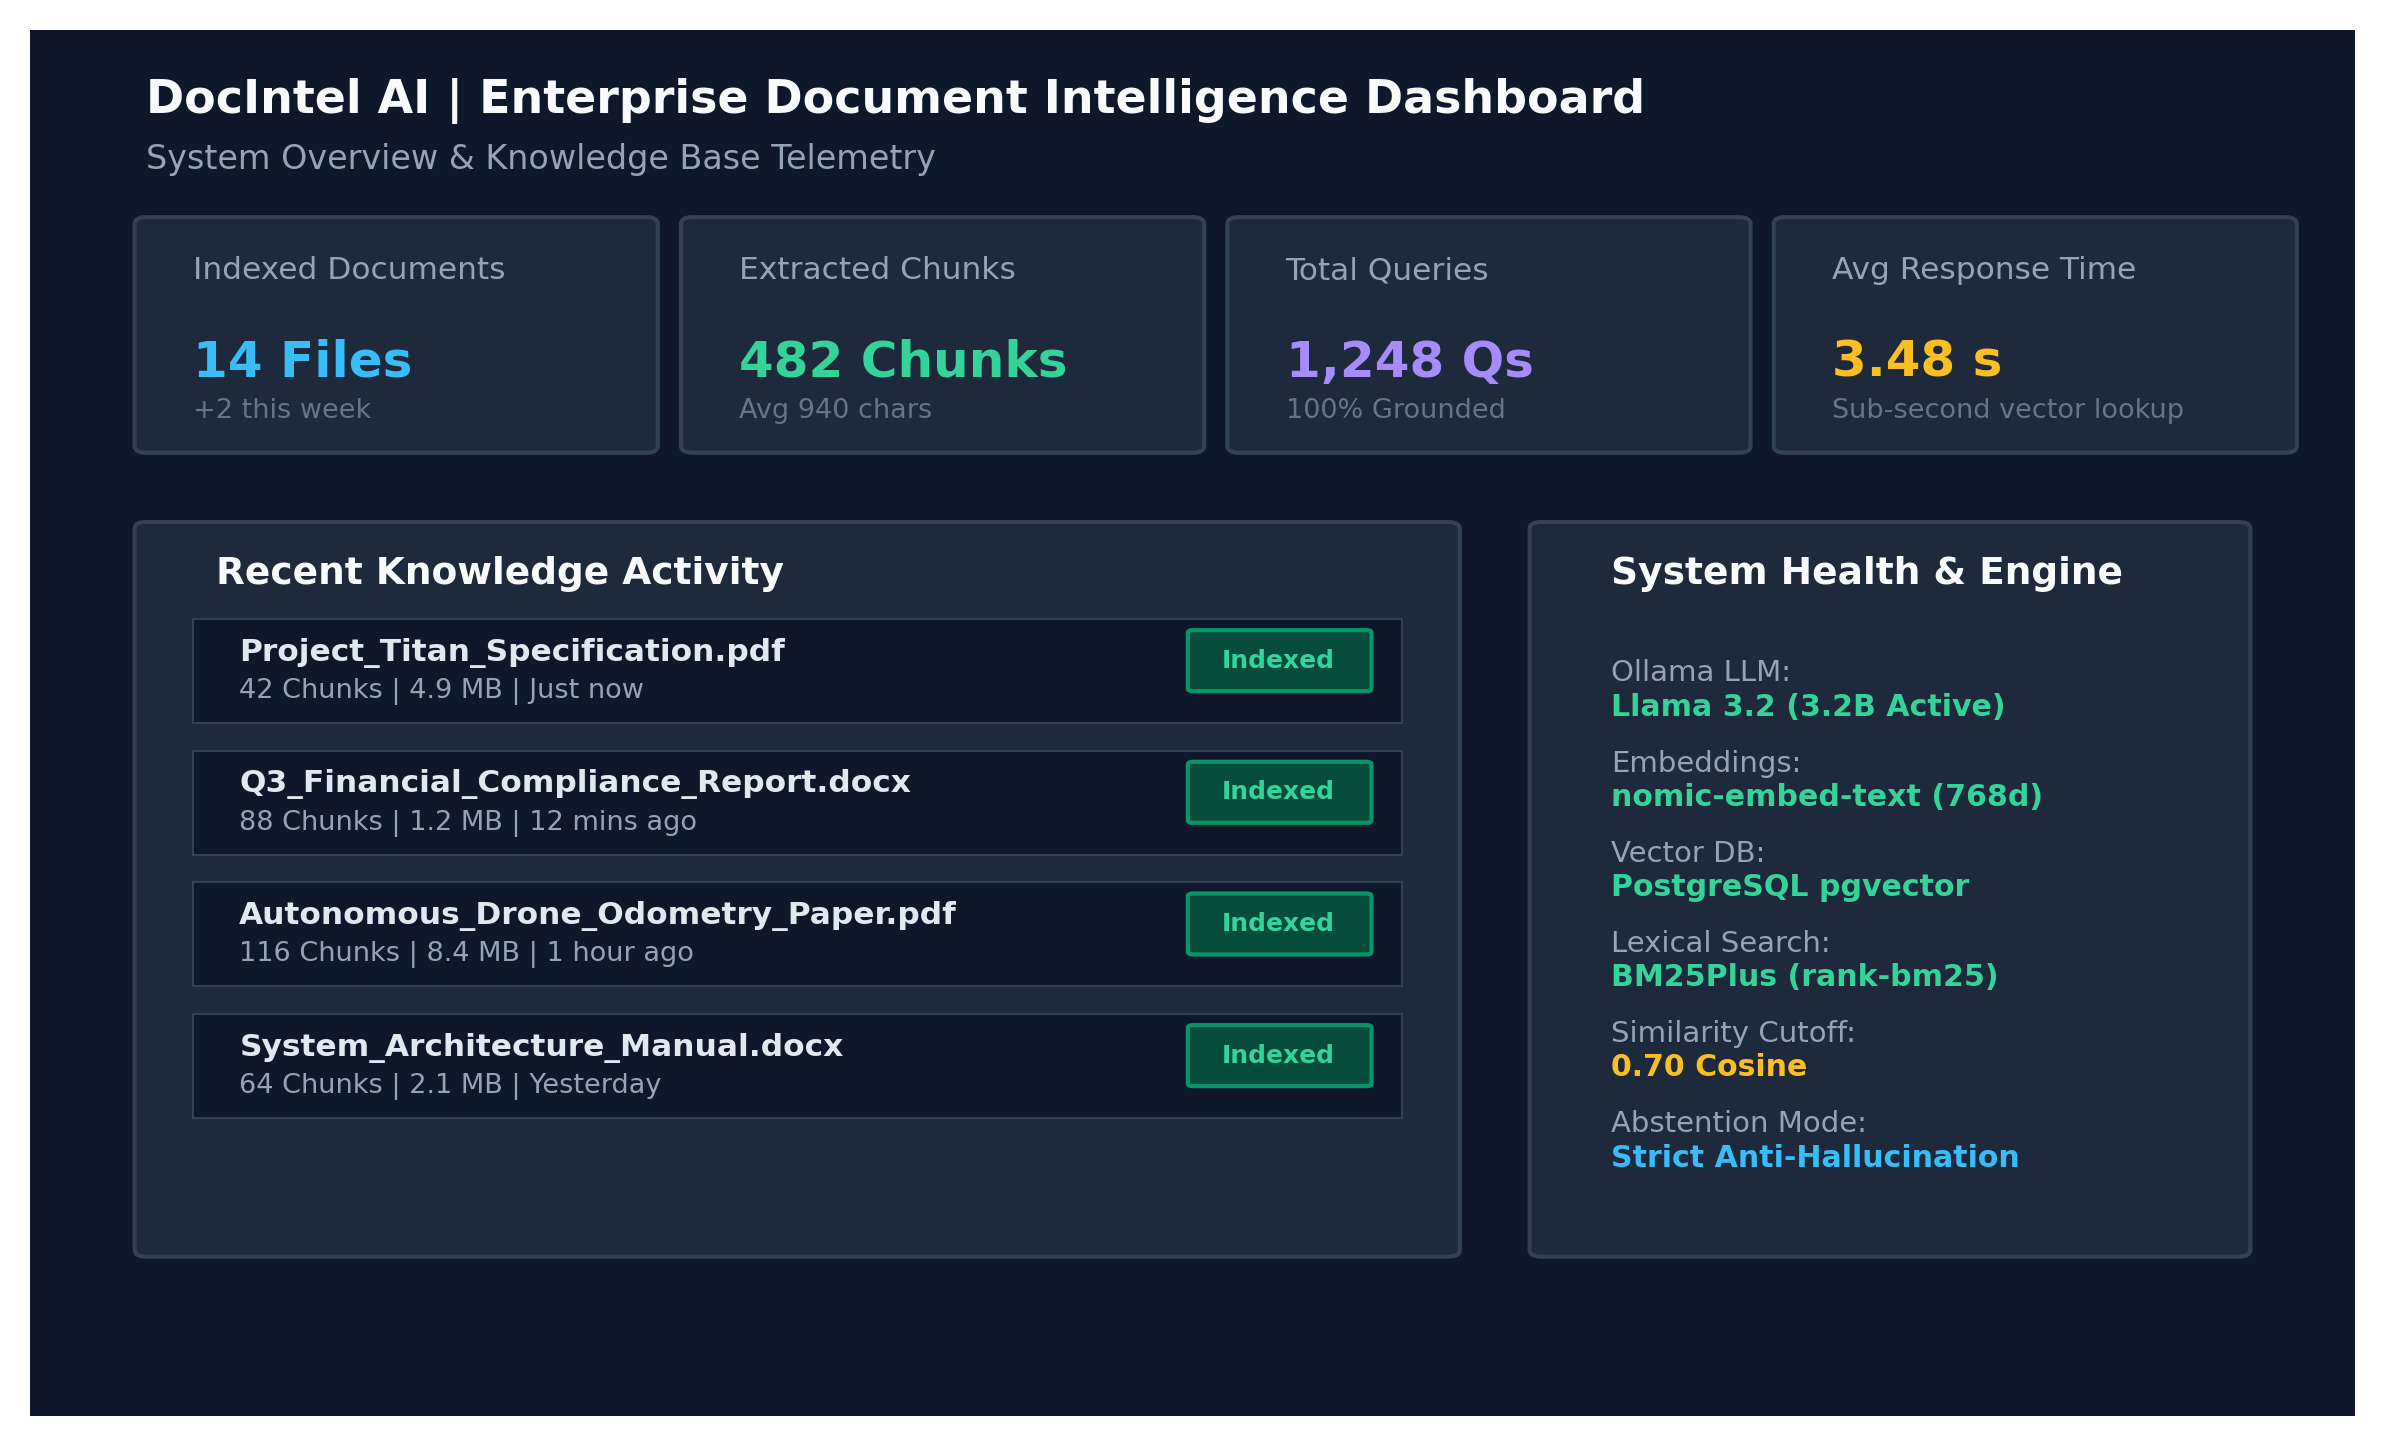 DocIntel AI | Enterprise Document Intelligence Dashboard
System Overview & Knowledge Base Telemetry
Indexed Documents
14 Files
+2 this week
Extracted Chunks
482 Chunks
Avg 940 chars
Total Queries
1,248 Qs
100% Grounded
Avg Response Time
3.48 s
Sub-second vector lookup
Recent Knowledge Activity
Project_Titan_Specification.pdf
42 Chunks | 4.9 MB | Just now
Indexed
Q3_Financial_Compliance_Report.docx
88 Chunks | 1.2 MB | 12 mins ago
Indexed
Autonomous_Drone_Odometry_Paper.pdf
116 Chunks | 8.4 MB | 1 hour ago
Indexed
System_Architecture_Manual.docx
64 Chunks | 2.1 MB | Yesterday
Indexed
System Health & Engine
Ollama LLM:
Llama 3.2 (3.2B Active)
Embeddings:
nomic-embed-text (768d)
Vector DB:
PostgreSQL pgvector
Lexical Search:
BM25Plus (rank-bm25)
Similarity Cutoff:
0.70 Cosine
Abstention Mode:
Strict Anti-Hallucination